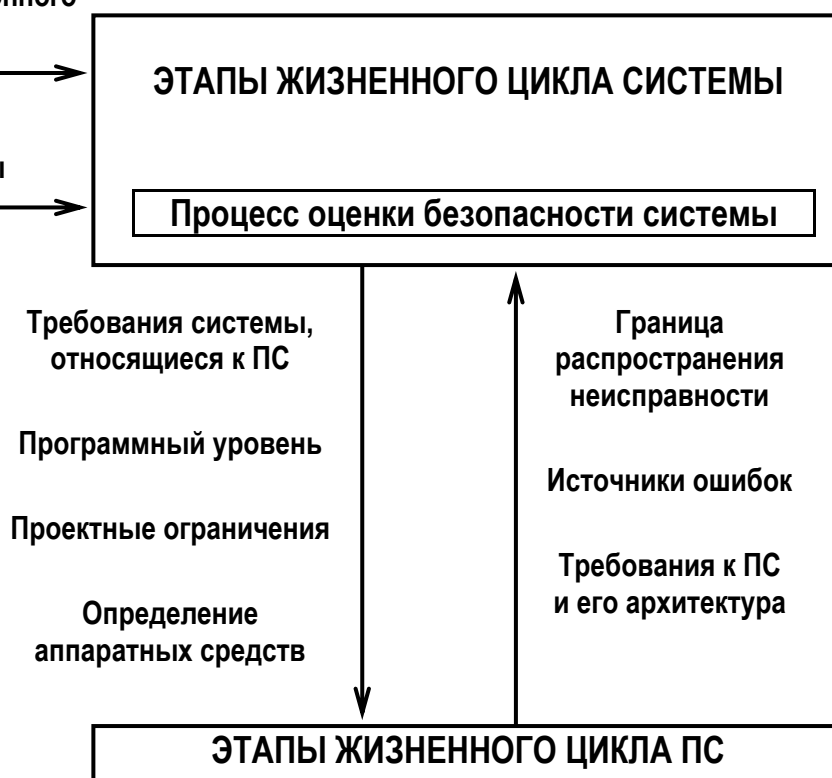 ЭТАПЫ ЖИЗНЕННОГО ЦИКЛА СИСТЕМЫ
Процесс оценки безопасности системы
Требования системы,
относящиеся к ПС
Программный уровень
Проектные ограничения
Определение
аппаратных средств
Граница
распространения
неисправности
Источники ошибок
Требования к ПС
и его архитектура
ЭТАПЫ ЖИЗНЕННОГО ЦИКЛА ПС